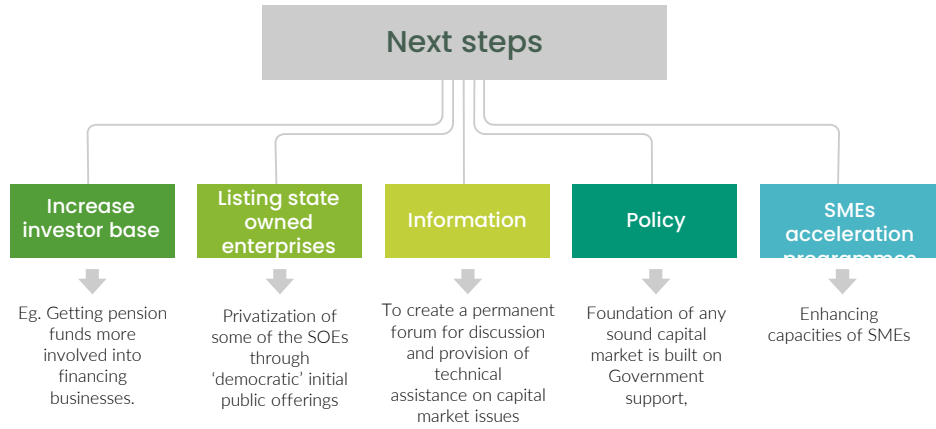 Next steps
Increase
investor base
Listing state
owned
enterprises
Information
Policy
SMEs
acceleration
programmes
Eg. Getting pension
funds more
involved into
financing
businesses.
Privatization of
some of the SOEs
through
‘democratic’ initial
public offerings
To create a permanent
forum for discussion
and provision of
technical
assistance on capital
market issues
Foundation of any
sound capital
market is built on
Government
support,
Enhancing
capacities of SMEs